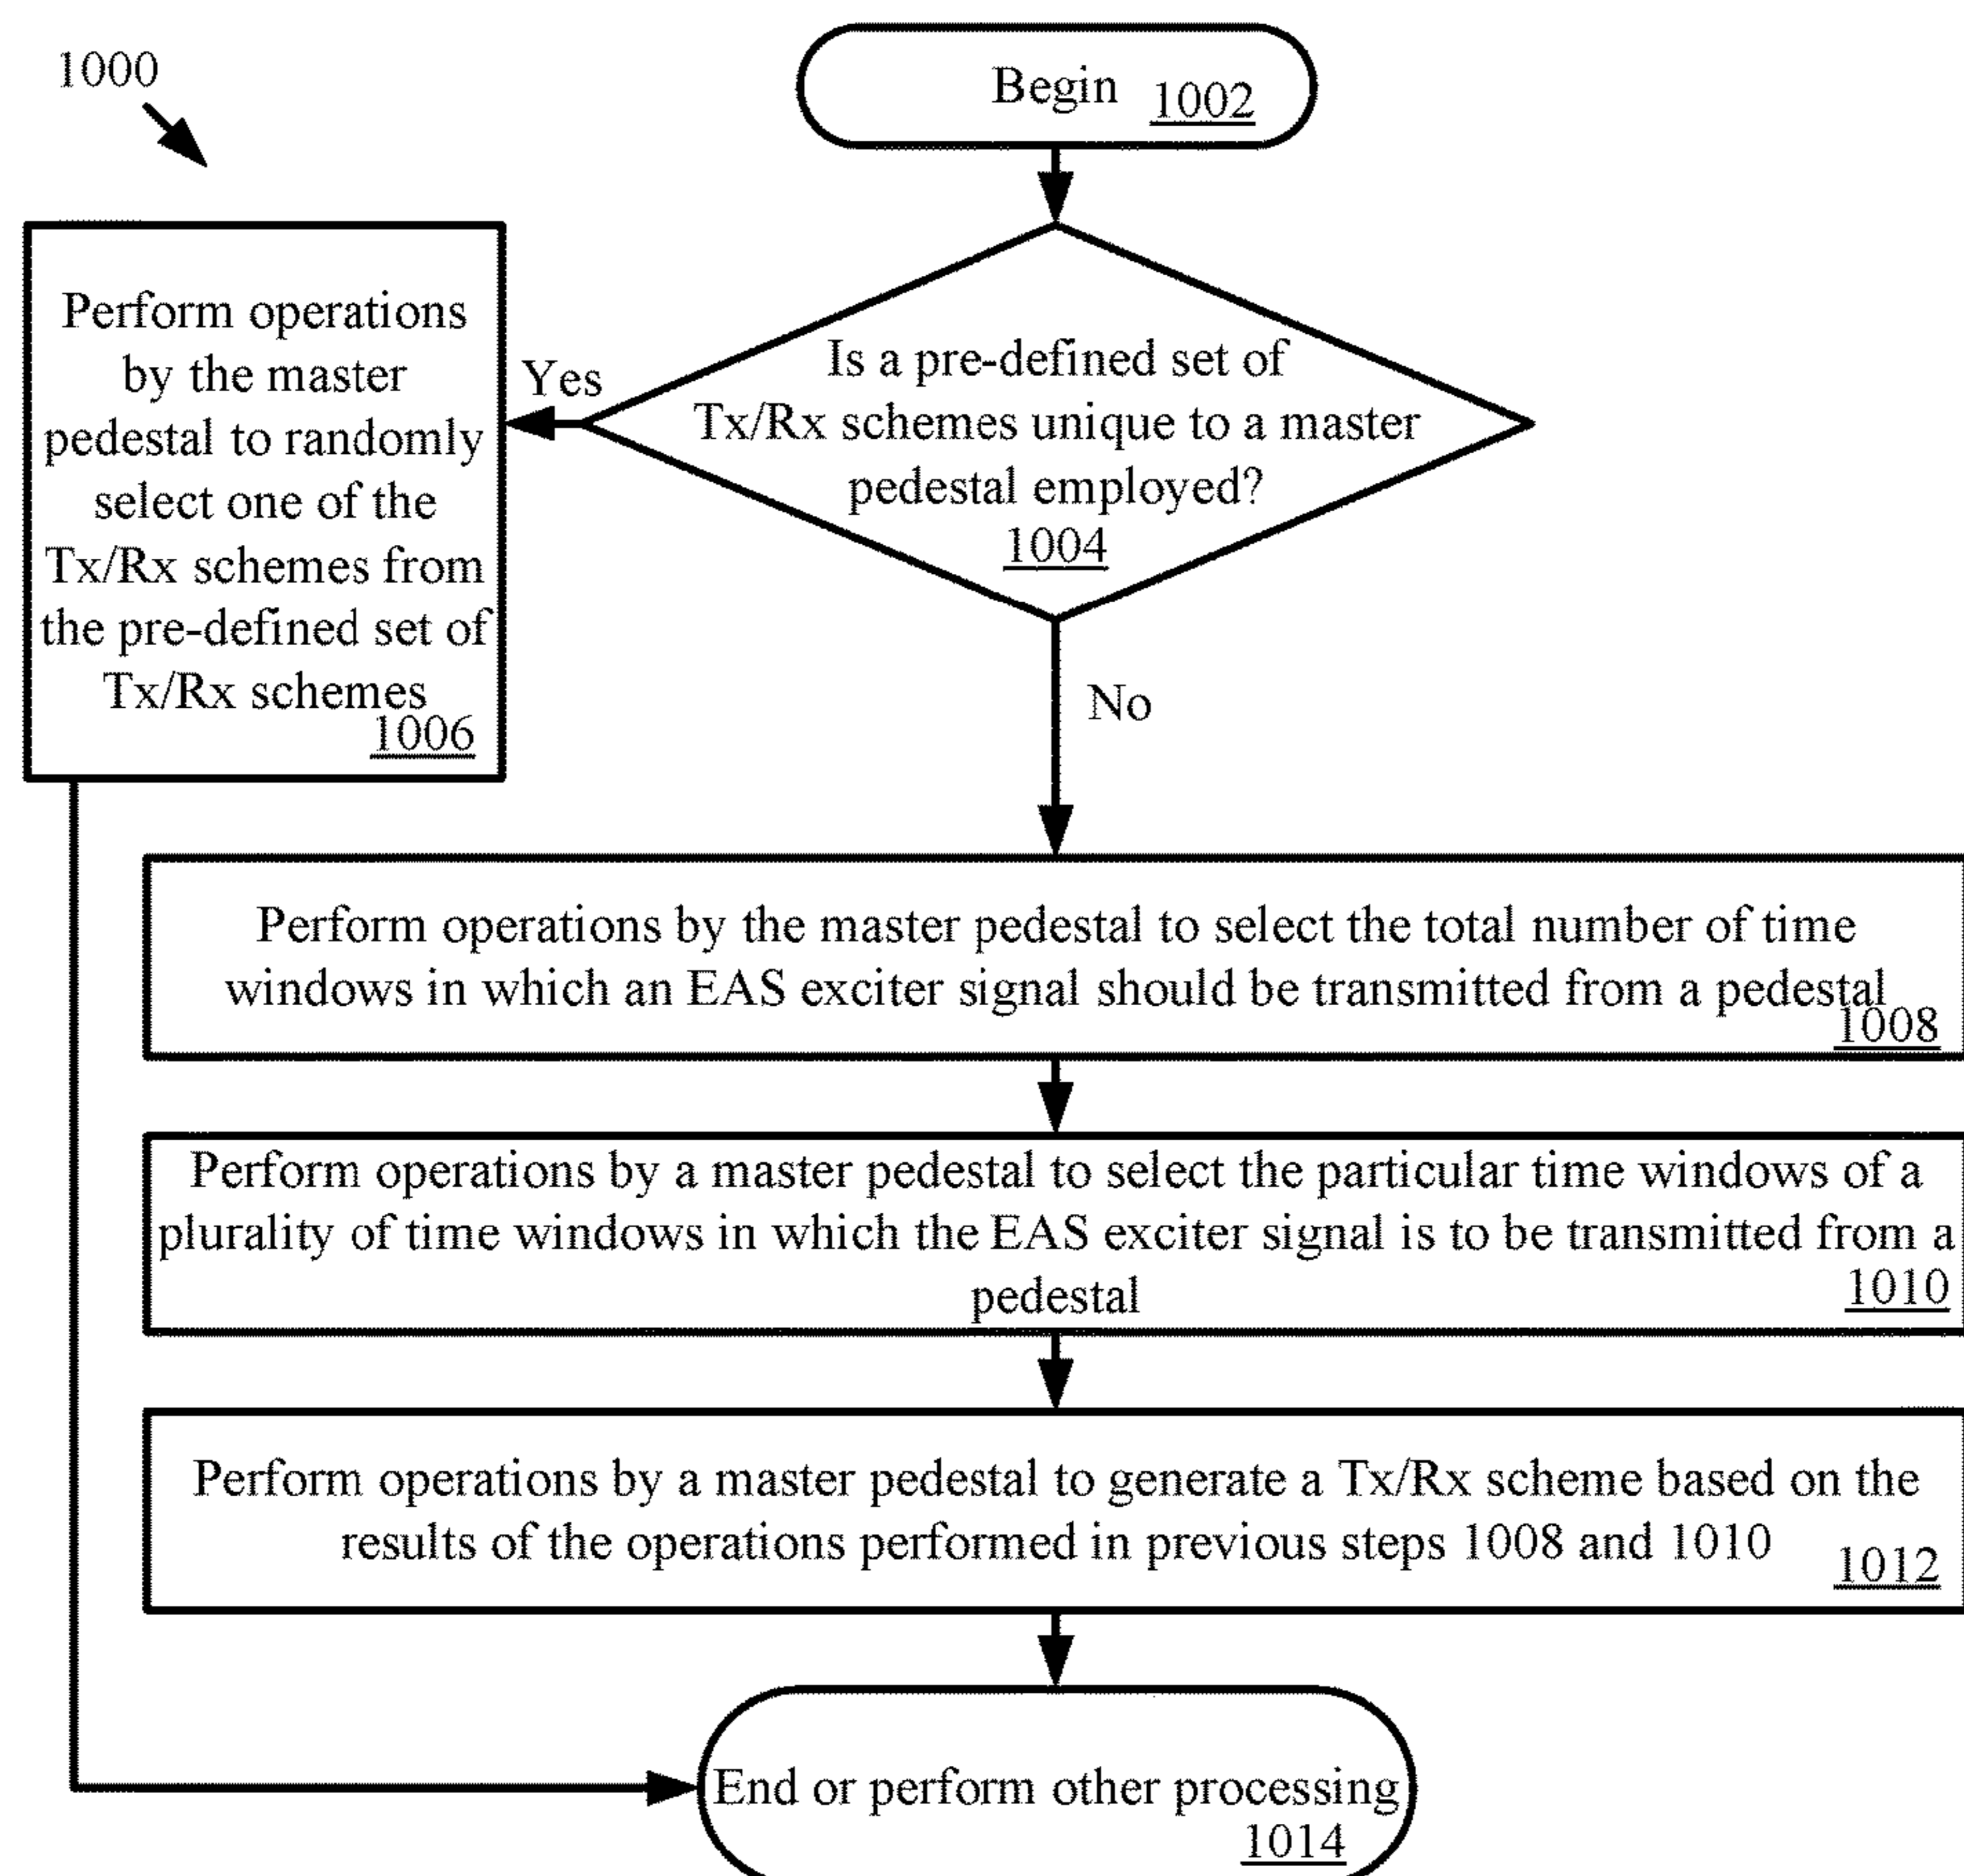 1000
Begin 1002
Is a pre-defined set of
Tx/Rx schemes unique to a master
pedestal employed?
1004
Yes
No
Perform operations
by the master
pedestal to randomly
select one of the
Tx/Rx schemes from
the pre-defined set of
Tx/Rx schemes
1006
Perform operations by the master pedestal to select the total number of time
windows in which an EAS exciter signal should be transmitted from a pedestal
1008
Perform operations by a master pedestal to select the particular time windows of a
plurality of time windows in which the EAS exciter signal is to be transmitted from a
pedestal 1010
Perform operations by a master pedestal to generate a Tx/Rx scheme based on the
results of the operations performed in previous steps 1008 and 1010
1012
End or perform other processing
1014